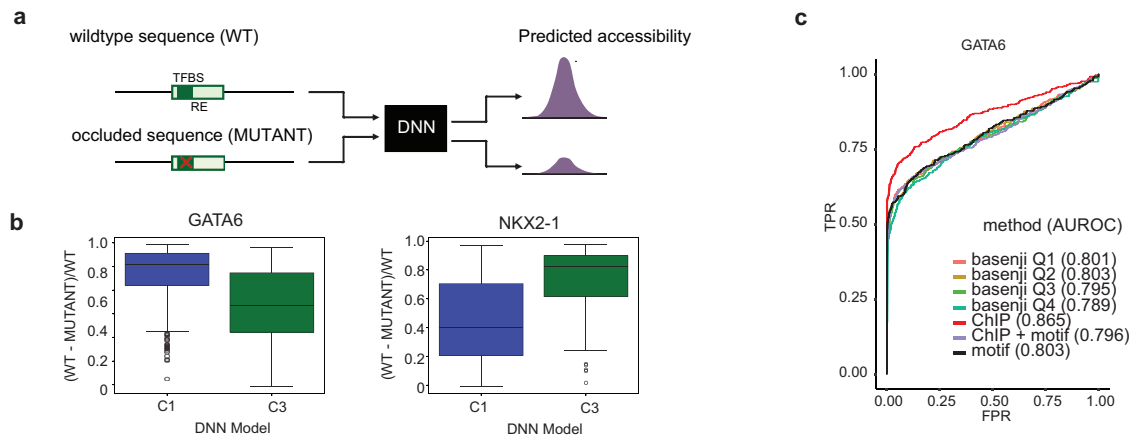 a
wildtype sequence (WT)
TFBS
RE
occluded sequence (MUTANT)
DNN
Predicted accessibility
b
GATA6
(WT - MUTANT)/WT
1.0
0.8
0.6
0.4
0.2
0
C1
C3
DNN Model
NKX2-1
(WT - MUTANT)/WT
1.0
0.8
0.6
0.4
0.2
0
C1
C3
DNN Model
c
GATA6
TPR
1.00
0.75
0.50
0.25
0.00
method (AUROC)
basenji Q1 (0.801)
basenji Q2 (0.803)
basenji Q3 (0.795)
basenji Q4 (0.789)
ChIP (0.865)
ChIP + motif (0.796)
motif (0.803)
0.00
0.25
0.50
0.75
1.00
FPR